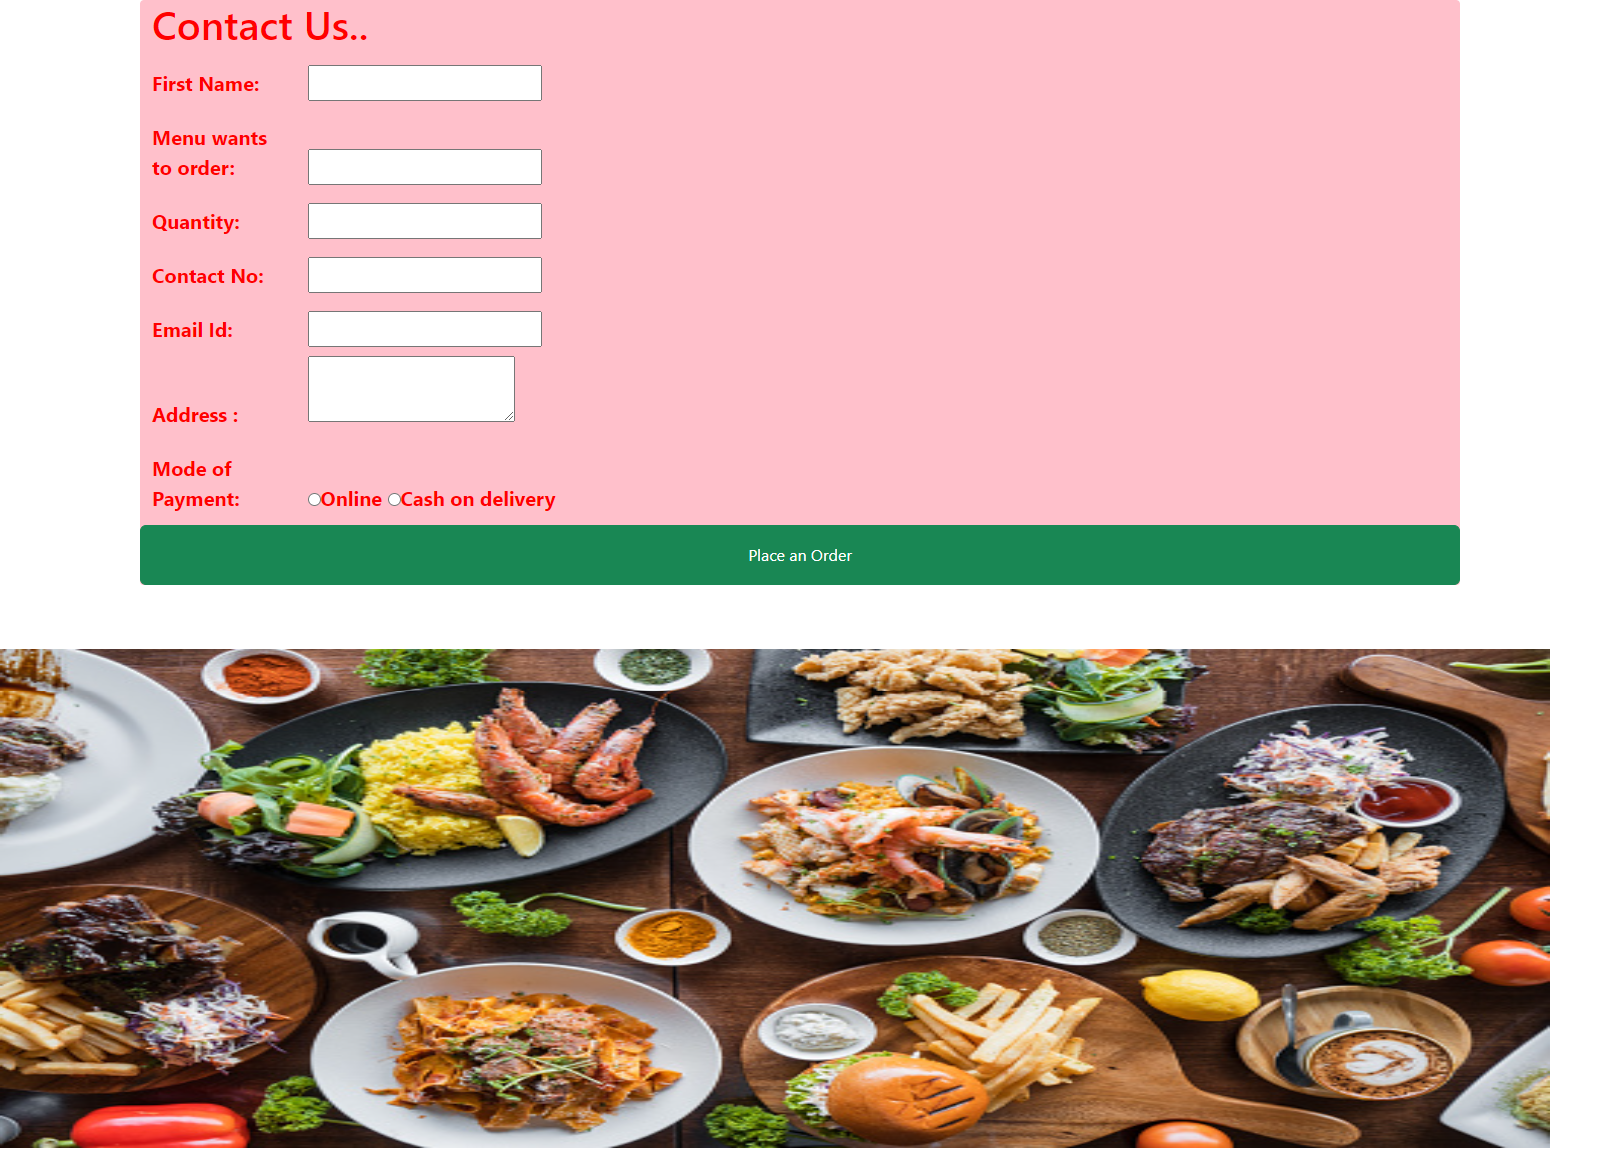 Contact Us..
First Name:
Menu wants
to order:
Quantity:
Contact No:
Email Id:
Address :
Mode of
Payment:
Online Cash on delivery
Place an Order